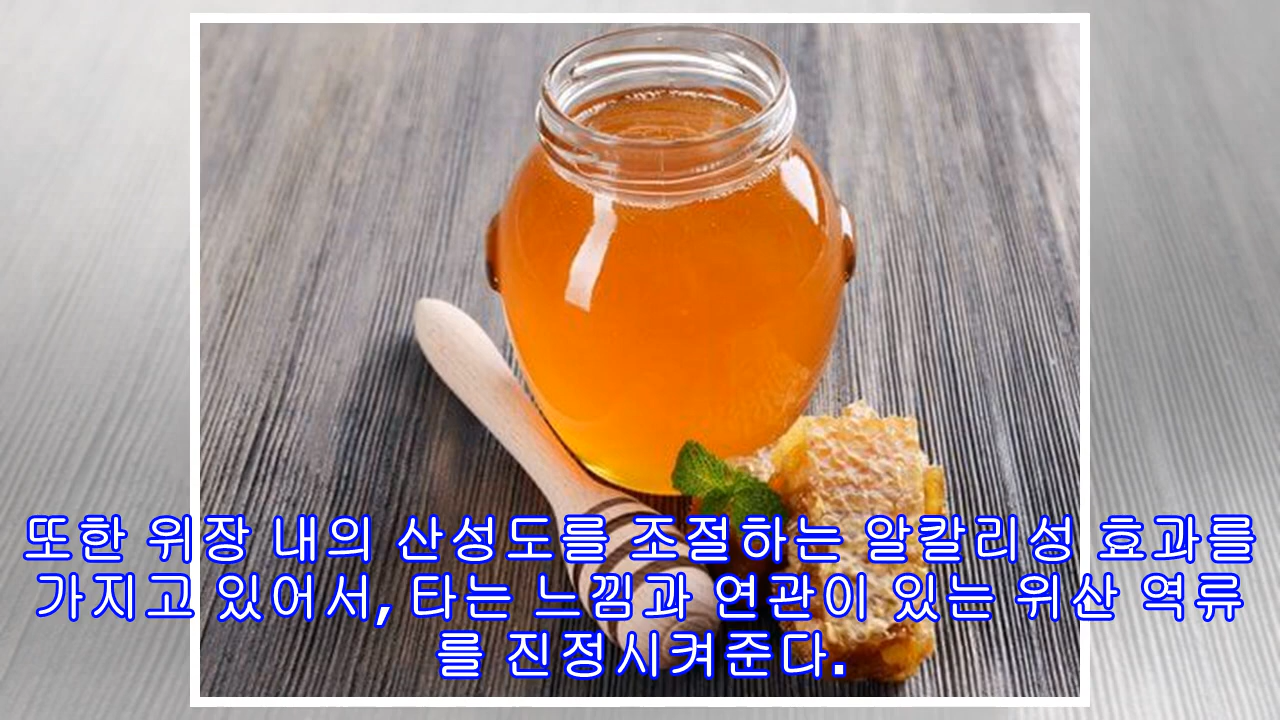 또한 위장 내의 산성도를 조절하는 알칼리성 효과를
가지고 있어서, 타는 느낌과 연관이 있는 위산 역류
를 진정시켜준다.